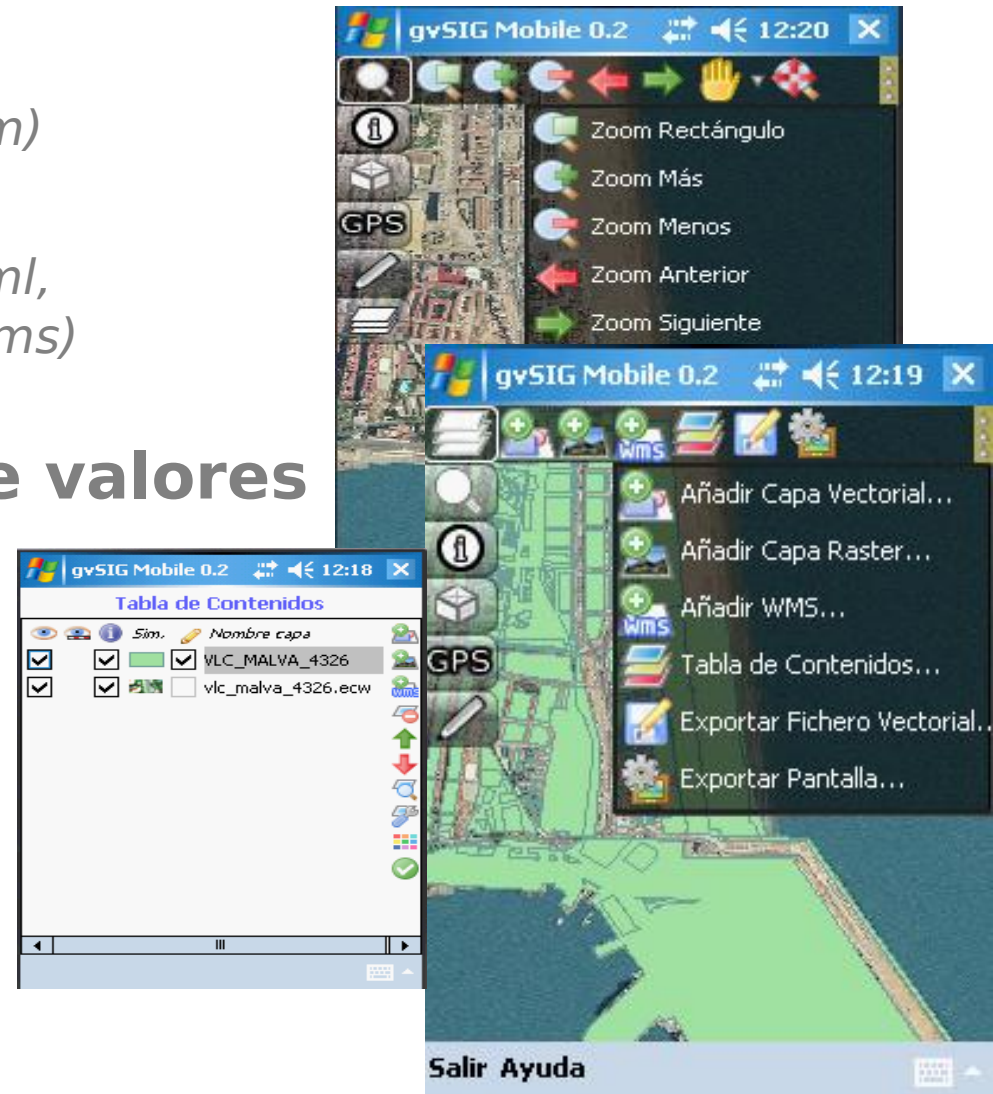 m)
ml,
ms)
e valores
gvSIG Mobile 0.2 12:20
GPS
Zoom Rectángulo
Zoom Más
Zoom Menos
Zoom Anterior
Zoom Siguiente
gvSIG Mobile 0.2 12:19
wms
GPS
Añadir Capa Vectorial...
Añadir Capa Raster...
wms Añadir WMS...
Tabla de Contenidos...
Exportar Fichero Vectorial..
Exportar Pantalla...
Salir Ayuda
gvSIG Mobile 0.2 12:18
Tabla de Contenidos
Sim. Nombre capa
VLC_MALVA_4326
vlc_malva_4326.ecw
wms